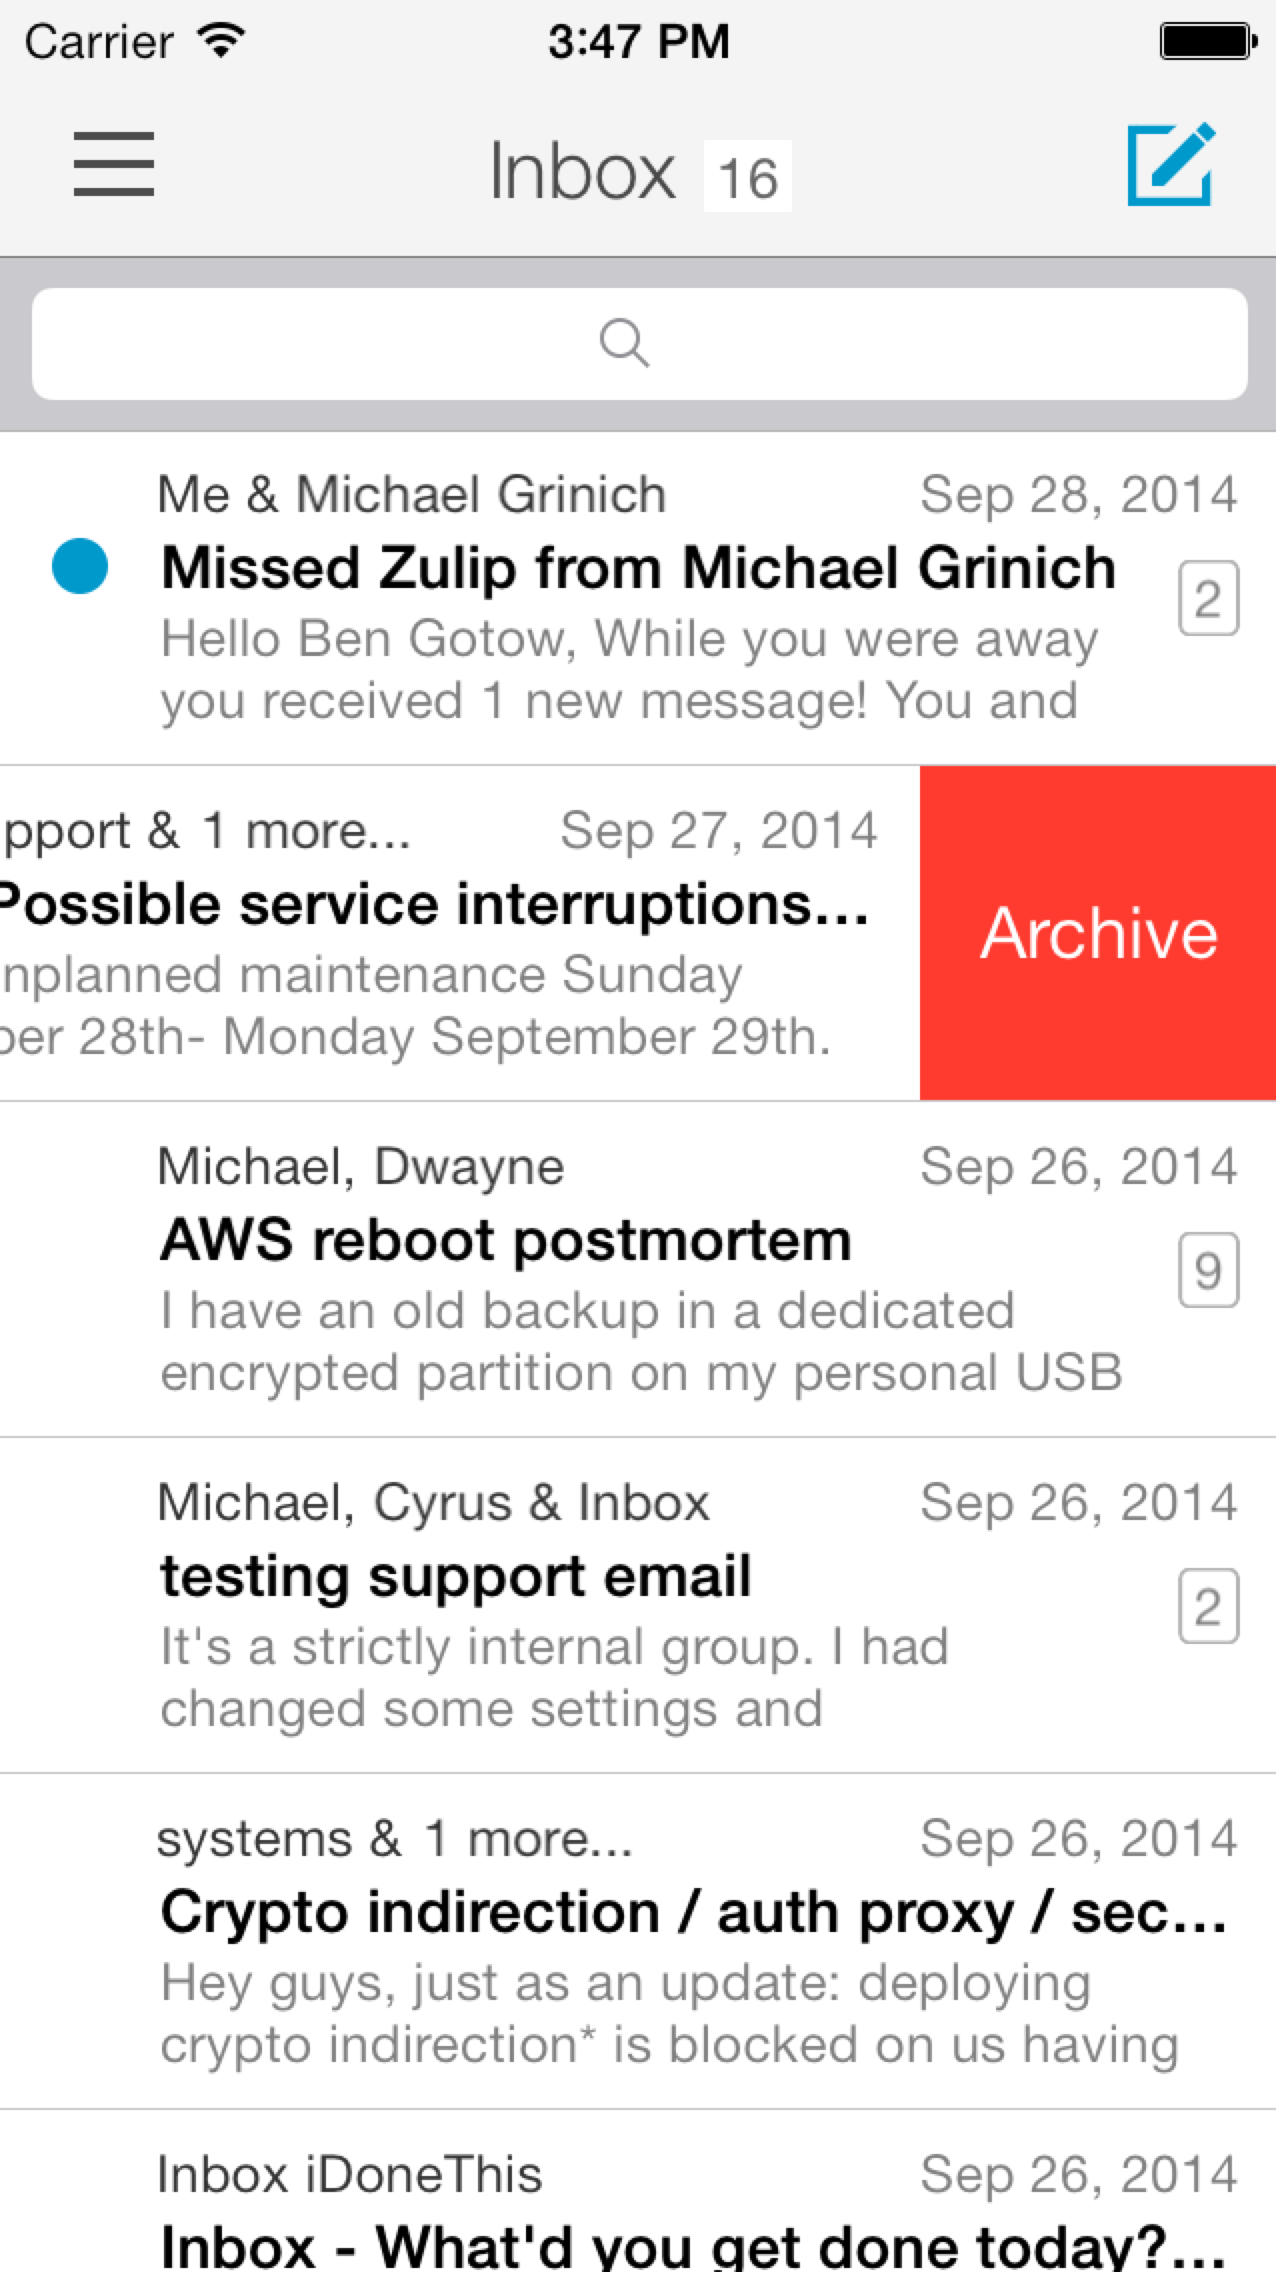 Carrier 3:47 PM
Inbox 16
Me & Michael Grinich Sep 28, 2014
Missed Zulip from Michael Grinich
2
Hello Ben Gotow, While you were away
you received 1 new message! You and
pport & 1 more... Sep 27, 2014
Possible service interruptions...
Archive
nplanned maintenance Sunday
ber 28th- Monday September 29th.
Michael, Dwayne Sep 26, 2014
AWS reboot postmortem
9
I have an old backup in a dedicated
encrypted partition on my personal USB
Michael, Cyrus & Inbox Sep 26, 2014
testing support email
2
It's a strictly internal group. I had
changed some settings and
systems & 1 more... Sep 26, 2014
Crypto indirection / auth proxy / sec...
Hey guys, just as an update: deploying
crypto indirection* is blocked on us having
Inbox iDoneThis Sep 26, 2014
Inbox - What'd you get done today?...